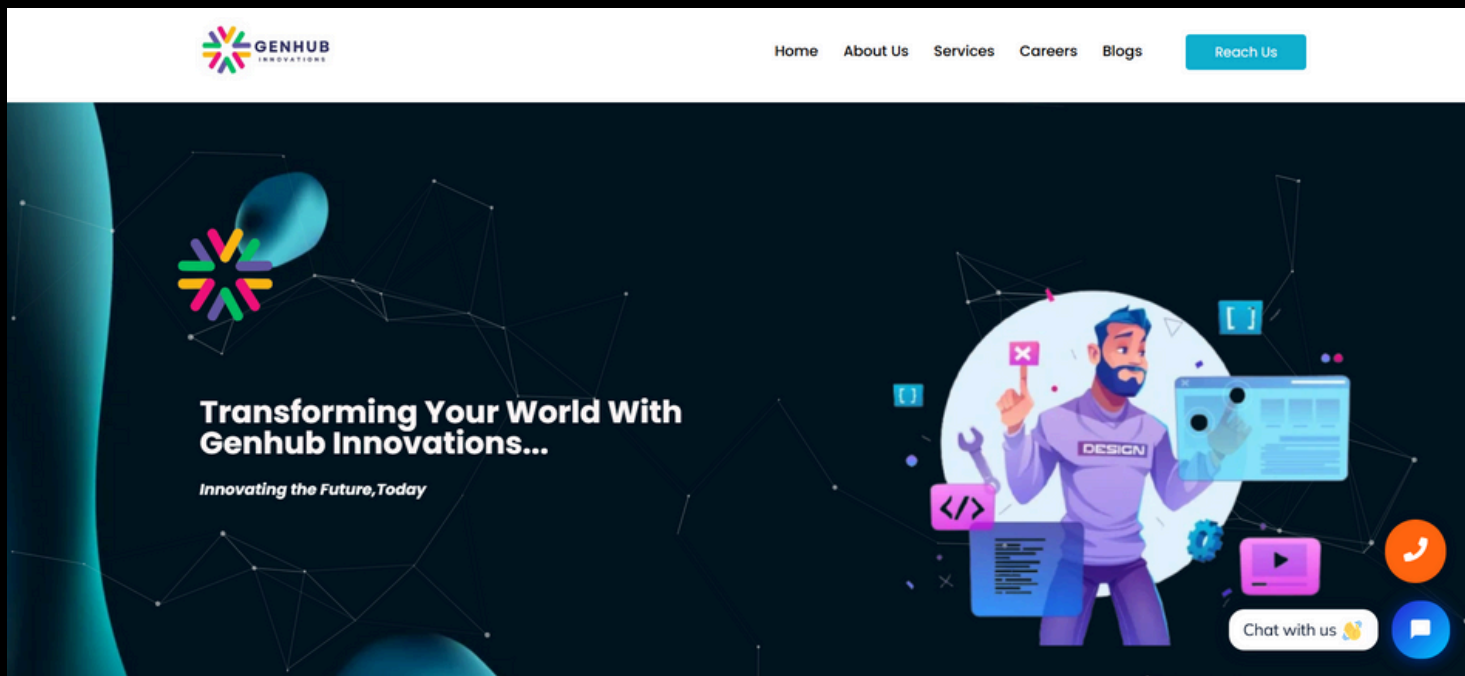 GENHUB
INNOVATIONS
Home About Us Services Careers Blogs Reach Us
Transforming Your World With
Genhub Innovations...
Innovating the Future,Today
[ ]
{ }
DESIGN
</>
Chat with us 👋